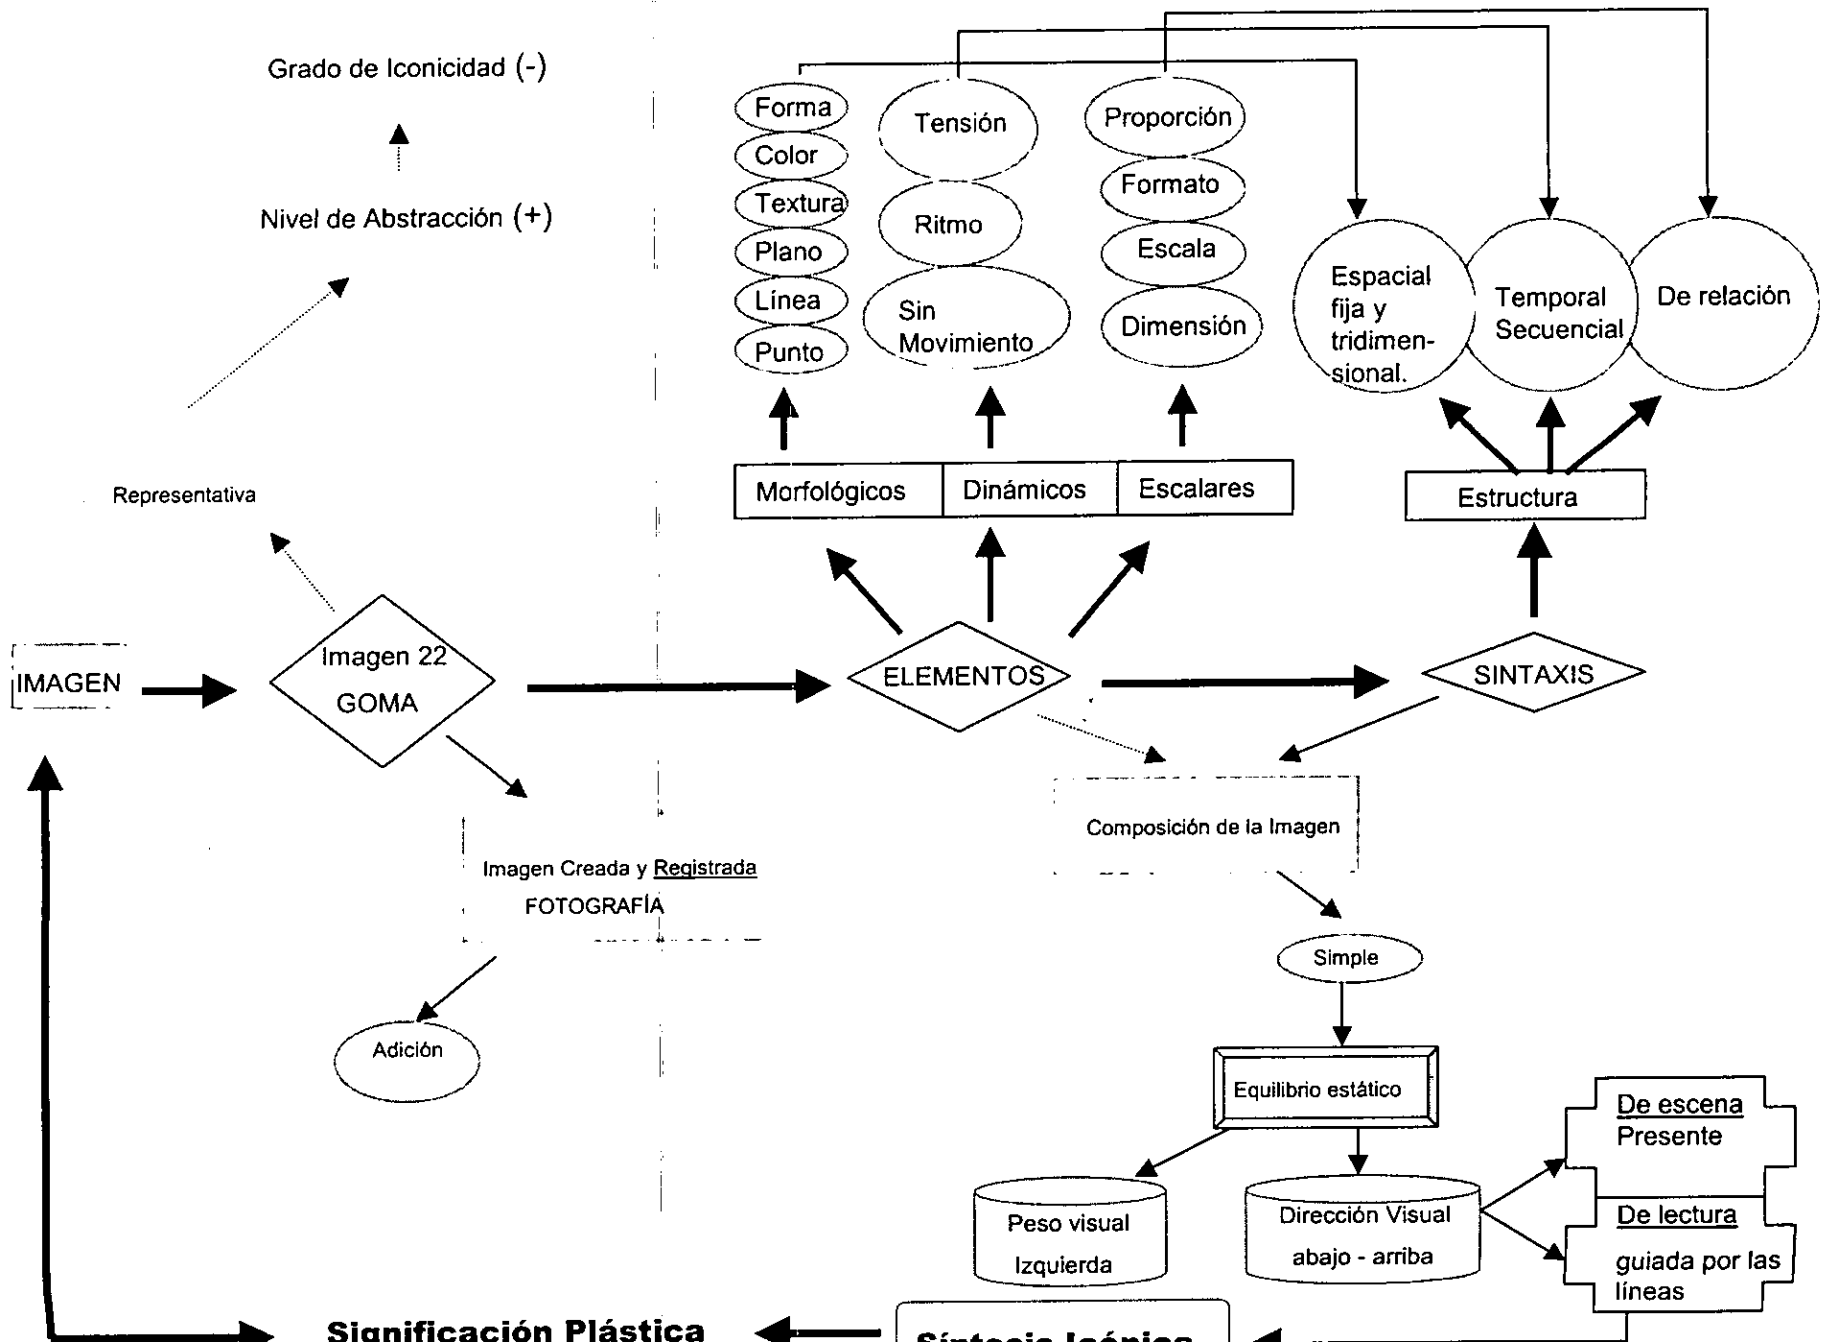 Grado de Iconicidad (-)
Nivel de Abstracción (+)
Representativa
IMAGEN
Imagen 22
GOMA
Imagen Creada y Registrada
FOTOGRAFÍA
Adición
Forma
Color
Textura
Plano
Línea
Punto
Tensión
Ritmo
Sin
Movimiento
Proporción
Formato
Escala
Dimensión
Espacial
fija y
tridimen-
sional.
Temporal
Secuencial
De relación
Morfológicos
Dinámicos
Escalares
Estructura
ELEMENTOS
SINTAXIS
Composición de la Imagen
Simple
Equilibrio estático
Peso visual
Izquierda
Dirección Visual
abajo - arriba
De escena
Presente
De lectura
guiada por las
líneas
Significación Plástica
Síntesis Icónica